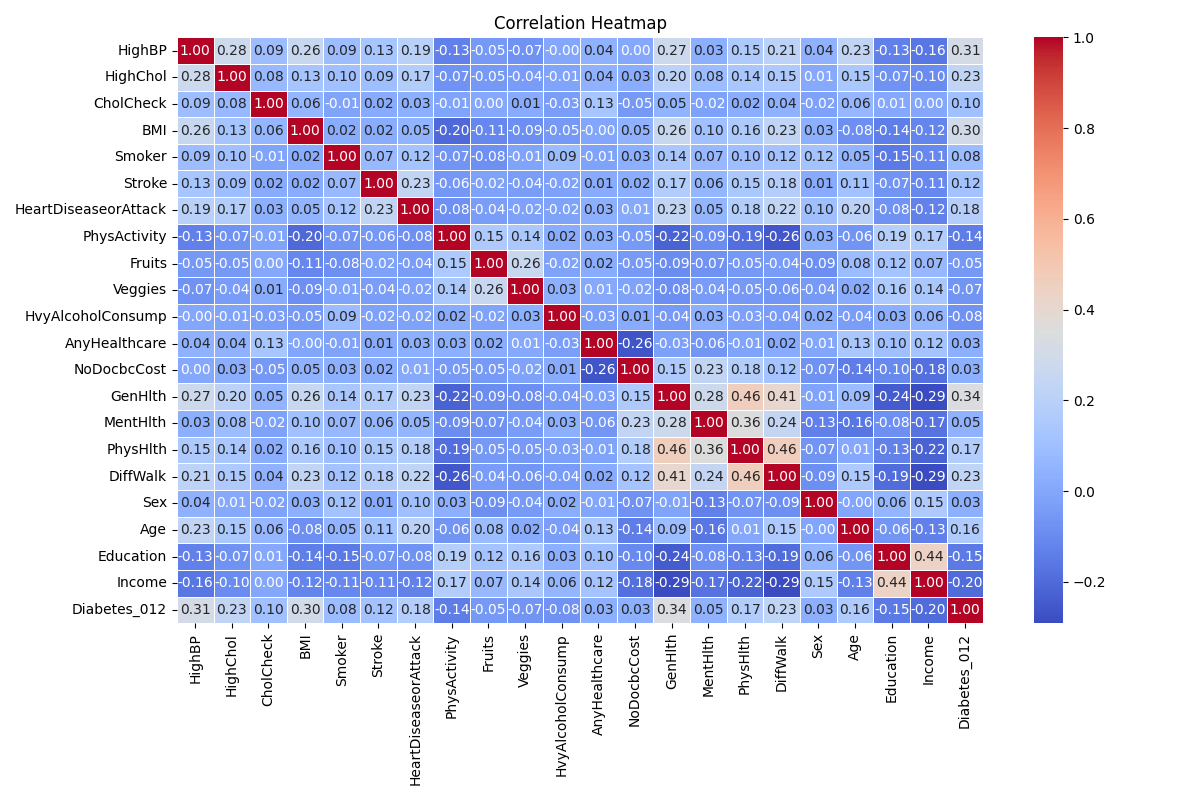 Correlation Heatmap
HighBP 1.00 0.28 0.09 0.26 0.09 0.13 0.19 -0.13 -0.05 -0.07 -0.00 0.04 0.00 0.27 0.03 0.15 0.21 0.04 0.23 -0.13 -0.16 0.31
HighChol 0.28 1.00 0.08 0.13 0.10 0.09 0.17 -0.07 -0.05 -0.04 -0.01 0.04 0.03 0.20 0.08 0.14 0.15 0.01 0.15 -0.07 -0.10 0.23
CholCheck 0.09 0.08 1.00 0.06 -0.01 0.02 0.03 -0.01 0.00 0.01 -0.03 0.13 -0.05 0.05 -0.02 0.02 0.04 -0.02 0.06 0.01 0.00 0.10
BMI 0.26 0.13 0.06 1.00 0.02 0.02 0.05 -0.20 -0.11 -0.09 -0.05 -0.00 0.05 0.26 0.10 0.16 0.23 0.03 -0.08 -0.14 -0.12 0.30
Smoker 0.09 0.10 -0.01 0.02 1.00 0.07 0.12 -0.07 -0.08 -0.01 0.09 -0.01 0.03 0.14 0.07 0.10 0.12 0.12 0.05 -0.15 -0.11 0.08
Stroke 0.13 0.09 0.02 0.02 0.07 1.00 0.23 -0.06 -0.02 -0.04 -0.02 0.01 0.02 0.17 0.06 0.15 0.18 0.01 0.11 -0.07 -0.11 0.12
HeartDiseaseorAttack 0.19 0.17 0.03 0.05 0.12 0.23 1.00 -0.08 -0.04 -0.02 -0.02 0.03 0.01 0.23 0.05 0.18 0.22 0.10 0.20 -0.08 -0.12 0.18
PhysActivity -0.13 -0.07 -0.01 -0.20 -0.07 -0.06 -0.08 1.00 0.15 0.14 0.02 0.03 -0.05 -0.22 -0.09 -0.19 -0.26 0.03 -0.06 0.19 0.17 -0.14
Fruits -0.05 -0.05 0.00 -0.11 -0.08 -0.02 -0.04 0.15 1.00 0.26 -0.02 0.02 -0.05 -0.09 -0.07 -0.05 -0.04 -0.09 0.08 0.12 0.07 -0.05
Veggies -0.07 -0.04 0.01 -0.09 -0.01 -0.04 -0.02 0.14 0.26 1.00 0.03 0.01 -0.02 -0.08 -0.04 -0.05 -0.06 -0.04 0.02 0.16 0.14 -0.07
HvyAlcoholConsump -0.00 -0.01 -0.03 -0.05 0.09 -0.02 -0.02 0.02 -0.02 0.03 1.00 -0.03 0.01 -0.04 0.03 -0.03 -0.04 0.02 -0.04 0.03 0.06 -0.08
AnyHealthcare 0.04 0.04 0.13 -0.00 -0.01 0.01 0.03 0.03 0.02 0.01 -0.03 1.00 -0.26 -0.03 -0.06 -0.01 0.02 -0.01 0.13 0.10 0.12 0.03
NoDocbcCost 0.00 0.03 -0.05 0.05 0.03 0.02 0.01 -0.05 -0.05 -0.02 0.01 -0.26 1.00 0.15 0.23 0.18 0.12 -0.07 -0.14 -0.10 -0.18 0.03
GenHlth 0.27 0.20 0.05 0.26 0.14 0.17 0.23 -0.22 -0.09 -0.08 -0.04 -0.03 0.15 1.00 0.28 0.46 0.41 -0.01 0.09 -0.24 -0.29 0.34
MentHlth 0.03 0.08 -0.02 0.10 0.07 0.06 0.05 -0.09 -0.07 -0.04 0.03 -0.06 0.23 0.28 1.00 0.36 0.24 -0.13 -0.16 -0.08 -0.17 0.05
PhysHlth 0.15 0.14 0.02 0.16 0.10 0.15 0.18 -0.19 -0.05 -0.05 -0.03 -0.01 0.18 0.46 0.36 1.00 0.46 -0.07 0.01 -0.13 -0.22 0.17
DiffWalk 0.21 0.15 0.04 0.23 0.12 0.18 0.22 -0.26 -0.04 -0.06 -0.04 0.02 0.12 0.41 0.24 0.46 1.00 -0.09 0.15 -0.19 -0.29 0.23
Sex 0.04 0.01 -0.02 0.03 0.12 0.01 0.10 0.03 -0.09 -0.04 0.02 -0.01 -0.07 -0.01 -0.13 -0.07 -0.09 1.00 -0.00 0.06 0.15 0.03
Age 0.23 0.15 0.06 -0.08 0.05 0.11 0.20 -0.06 0.08 0.02 -0.04 0.13 -0.14 0.09 -0.16 0.01 0.15 -0.00 1.00 -0.06 -0.13 0.16
Education -0.13 -0.07 0.01 -0.14 -0.15 -0.07 -0.08 0.19 0.12 0.16 0.03 0.10 -0.10 -0.24 -0.08 -0.13 -0.19 0.06 -0.06 1.00 0.44 -0.15
Income -0.16 -0.10 0.00 -0.12 -0.11 -0.11 -0.12 0.17 0.07 0.14 0.06 0.12 -0.18 -0.29 -0.17 -0.22 -0.29 0.15 -0.13 0.44 1.00 -0.20
Diabetes_012 0.31 0.23 0.10 0.30 0.08 0.12 0.18 -0.14 -0.05 -0.07 -0.08 0.03 0.03 0.34 0.05 0.17 0.23 0.03 0.16 -0.15 -0.20 1.00
HighBP
HighChol
CholCheck
BMI
Smoker
Stroke
HeartDiseaseorAttack
PhysActivity
Fruits
Veggies
HvyAlcoholConsump
AnyHealthcare
NoDocbcCost
GenHlth
MentHlth
PhysHlth
DiffWalk
Sex
Age
Education
Income
Diabetes_012
1.0
0.8
0.6
0.4
0.2
0.0
−0.2